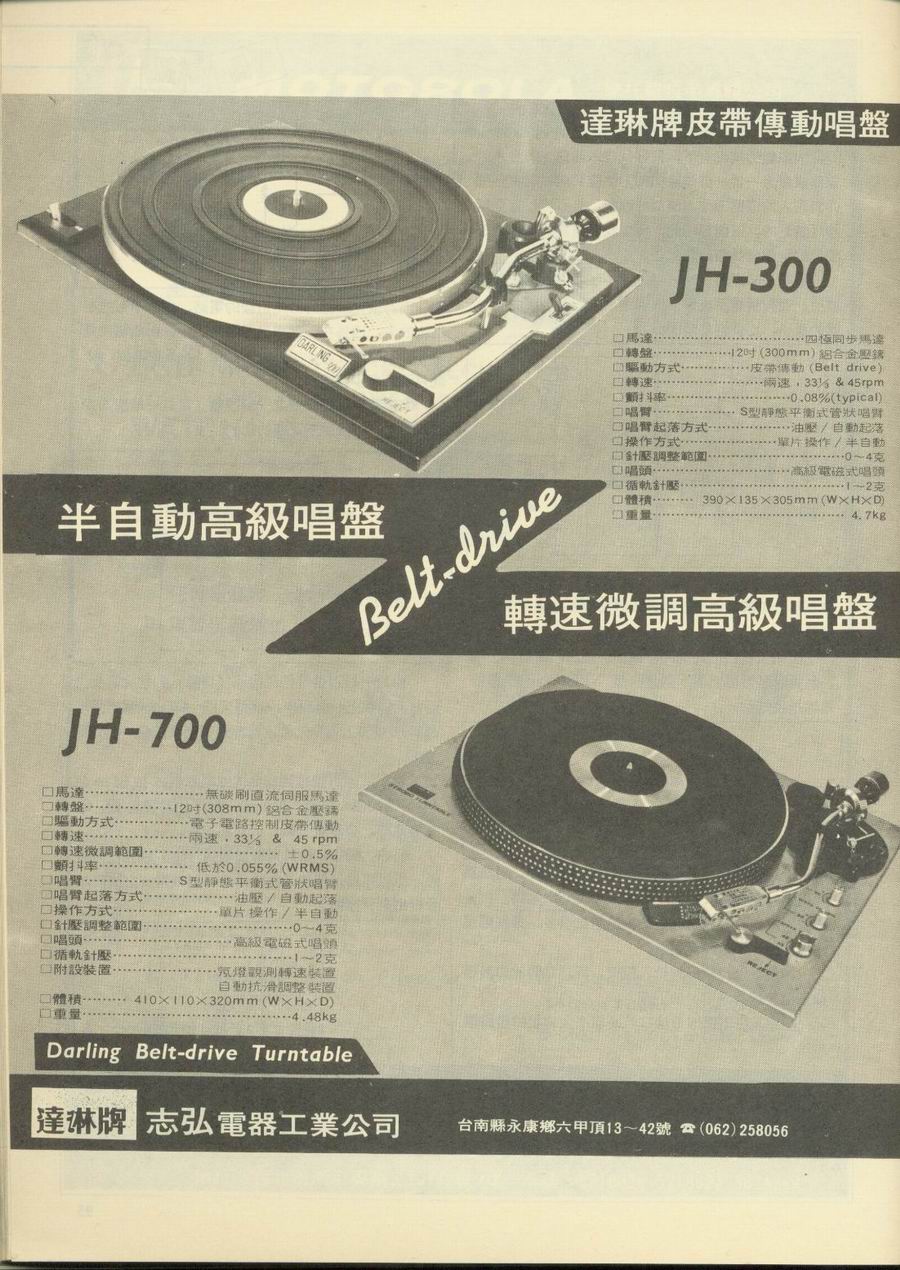 達琳牌皮帶傳動唱盤
JH-300
□馬達·······················四極同步馬達
□轉盤···············12吋(300mm) 鋁合金壓鑄
□驅動方式·············皮帶傳動 (Belt drive)
□轉速·····················兩速，33⅓ & 45rpm
□顫抖率·························0.08%(typical)
□唱臂···············S型靜態平衡式管狀唱臂
□唱臂起落方式··············油壓／自動起落
□操作方式················單片操作／半自動
□針壓調整範圍························0～4克
□唱頭························高級電磁式唱頭
□循軌針壓····························1～2克
□體積········390×135×305mm (W×H×D)
□重量·······························4.7kg
DARLING
REJECT
半自動高級唱盤
Belt-drive
轉速微調高級唱盤
JH-700
□馬達···················無碳刷直流伺服馬達
□轉盤···············12吋(308mm) 鋁合金壓鑄
□驅動方式············電子電路控制皮帶傳動
□轉速···················兩速，33⅓ & 45 rpm
□轉速微調範圍·······················±0.5%
□顫抖率···············低於0.055% (WRMS)
□唱臂···············S型靜態平衡式管狀唱臂
□唱臂起落方式··············油壓／自動起落
□操作方式················單片操作／半自動
□針壓調整範圍························0～4克
□唱頭························高級電磁式唱頭
□循軌針壓····························1～2克
□附設裝置·················氖燈觀測轉速裝置
自動抗滑調整裝置
□體積········410×110×320mm (W×H×D)
□重量·······························4.48kg
REJECT
Darling Belt-drive Turntable
達琳牌 志弘電器工業公司 台南縣永康鄉六甲頂13～42號 ☎(062)258056